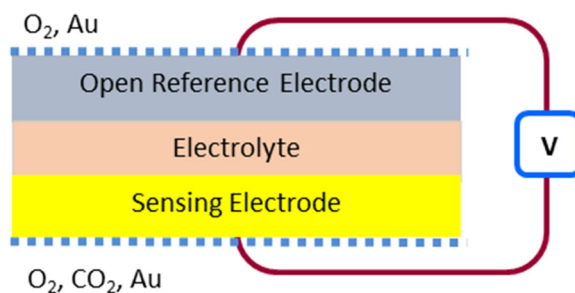 O₂, Au
Open Reference Electrode
Electrolyte
V
Sensing Electrode
O₂, CO₂, Au